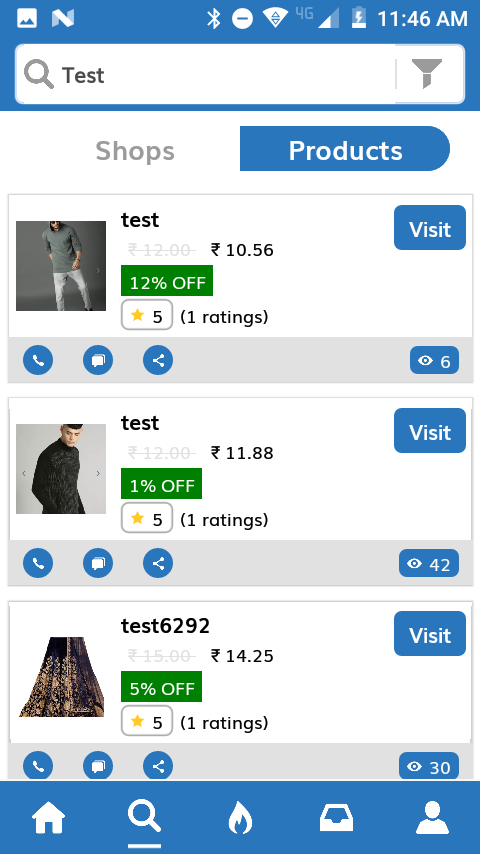 4G 11:46 AM
Test
Shops Products
test
Visit
₹ 12.00 ₹ 10.56
12% OFF
5 (1 ratings)
6
test
Visit
₹ 12.00 ₹ 11.88
1% OFF
5 (1 ratings)
42
test6292
Visit
₹ 15.00 ₹ 14.25
5% OFF
5 (1 ratings)
30